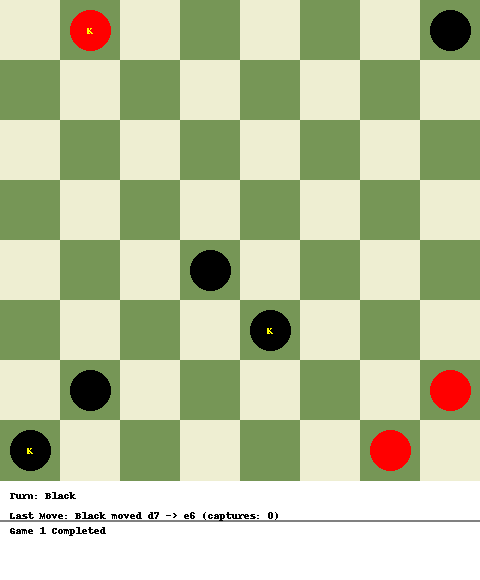 K
K
K
Turn: Black
Last Move: Black moved d7 -> e6 (captures: 0)
Game 1 Completed